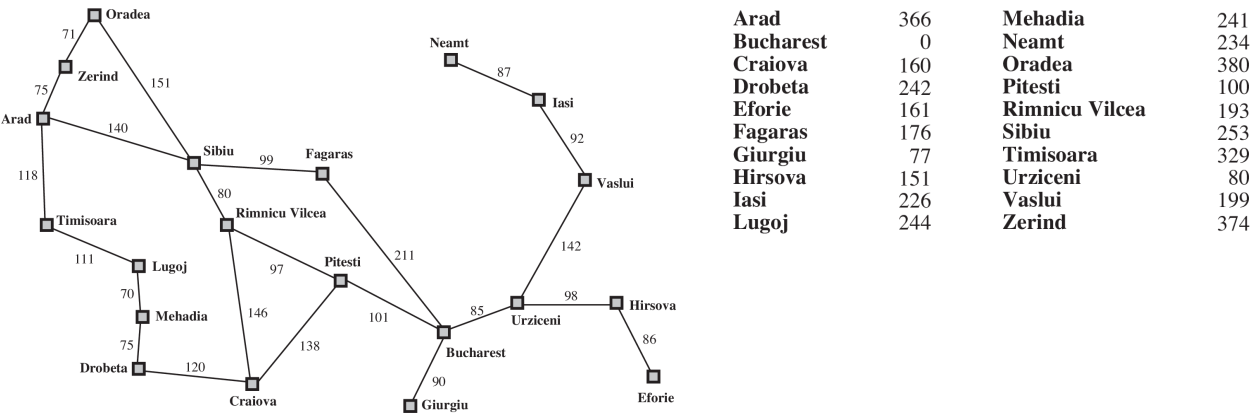 Oradea
71
Zerind
75
151
Arad
140
118
Sibiu
99
Fagaras
80
Timisoara
Rimnicu Vilcea
111
Lugoj
97
Pitesti
211
70
Mehadia
146
101
75
138
Drobeta
120
Craiova
Bucharest
90
Giurgiu
Neamt
87
Iasi
92
Vaslui
142
85
Urziceni
98
Hirsova
86
Eforie
Arad 366
Bucharest 0
Craiova 160
Drobeta 242
Eforie 161
Fagaras 176
Giurgiu 77
Hirsova 151
Iasi 226
Lugoj 244
Mehadia 241
Neamt 234
Oradea 380
Pitesti 100
Rimnicu Vilcea 193
Sibiu 253
Timisoara 329
Urziceni 80
Vaslui 199
Zerind 374